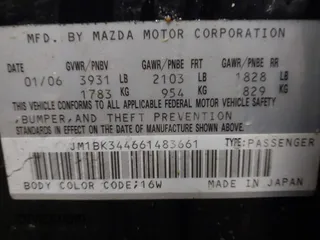 MFD. BY MAZDA MOTOR CORPORATION
GVWR/PNBV GAWR/PNBE FR GAWR/PNBE RR
01/06 3931 LB 2103 LB 1828 LB
1783 KG 954 KG 829 KG
THIS VEHICLE CONFORMS TO ALL APPLICABLE FEDERAL MOTOR VEHICLE SAFETY,
BUMPER, AND THEFT PREVENTION
STANDARDS IN EFFECT ON THE DATE OF MANUFACTURE SHOWN ABOVE.
JM1BK344661483661 TYPE:PASSENGER
BODY COLOR CODE;16W MADE IN JAPAN